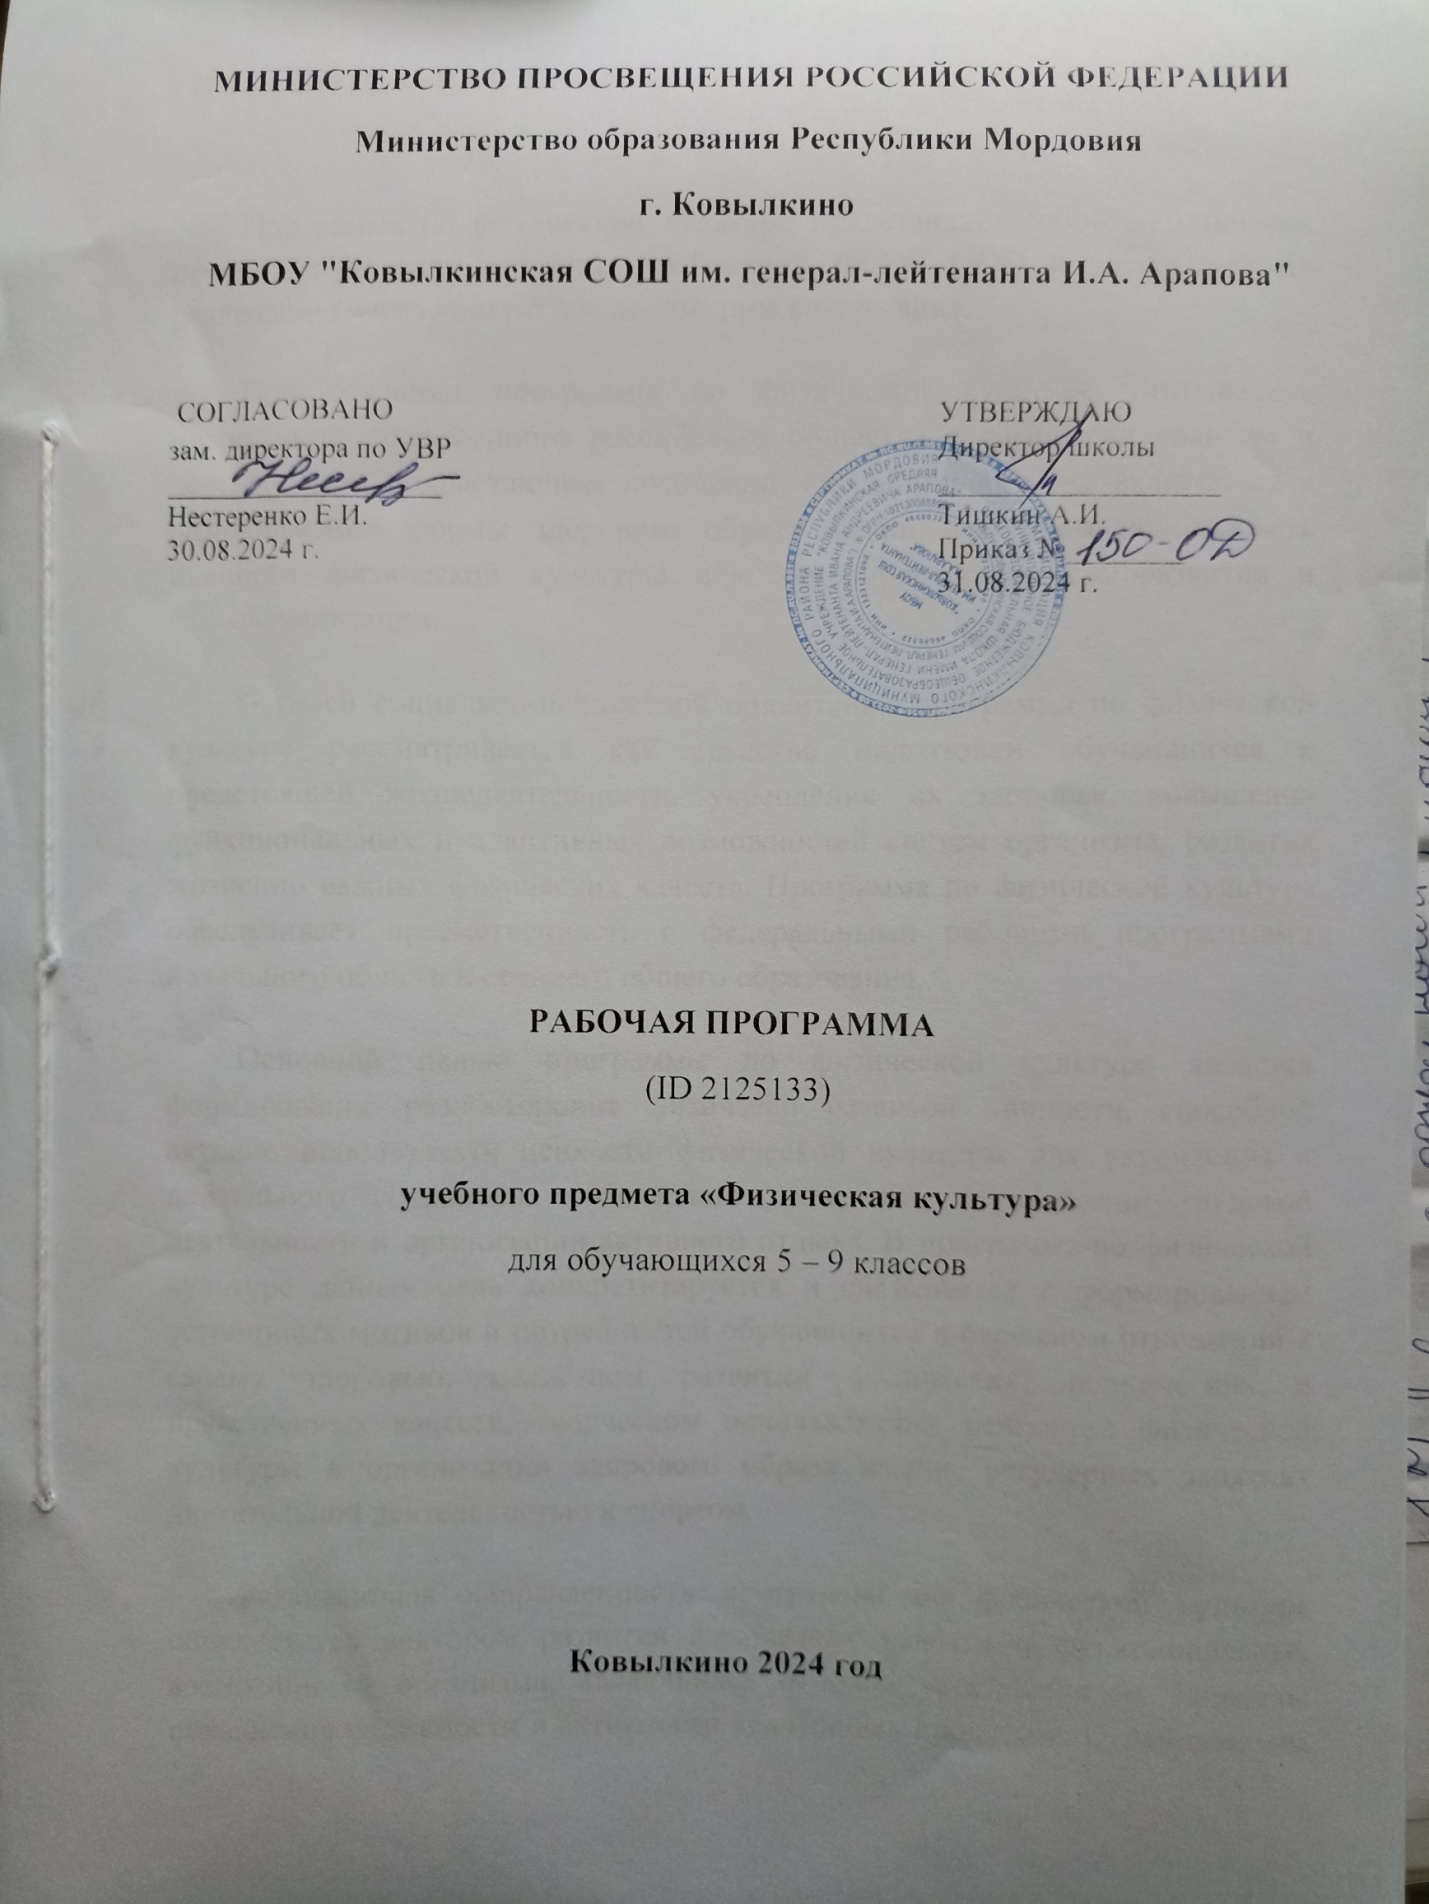 МИНИСТЕРСТВО ПРОСВЕЩЕНИЯ РОССИЙСКОЙ ФЕДЕРАЦИИ
Министерство образования Республики Мордовия
г. Ковылкино
МБОУ "Ковылкинская СОШ им. генерал-лейтенанта И.А. Арапова"
СОГЛАСОВАНО
зам. директора по УВР
Нестеренко Е.И.
30.08.2024 г.
УТВЕРЖДАЮ
Директор школы
Тишкин А.И.
Приказ № 150-ОД
31.08.2024 г.
РАБОЧАЯ ПРОГРАММА
(ID 2125133)
учебного предмета «Физическая культура»
для обучающихся 5 – 9 классов
Ковылкино 2024 год